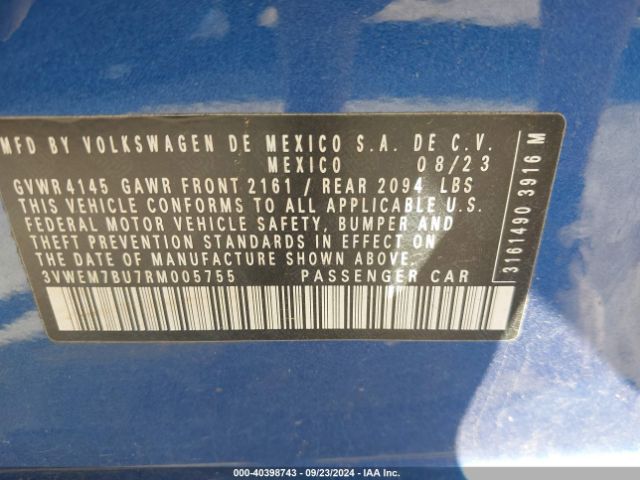 MFD BY VOLKSWAGEN DE MEXICO S.A. DE C.V.
MEXICO 08/23
GVWR 4145 GAWR FRONT 2161 / REAR 2094 LBS
THIS VEHICLE CONFORMS TO ALL APPLICABLE U.S.
FEDERAL MOTOR VEHICLE SAFETY, BUMPER AND
THEFT PREVENTION STANDARDS IN EFFECT ON
THE DATE OF MANUFACTURE SHOWN ABOVE.
3VWEM7BU7RM005755 PASSENGER CAR
3161490 3916 M
000-40398743 - 09/23/2024 - IAA Inc.